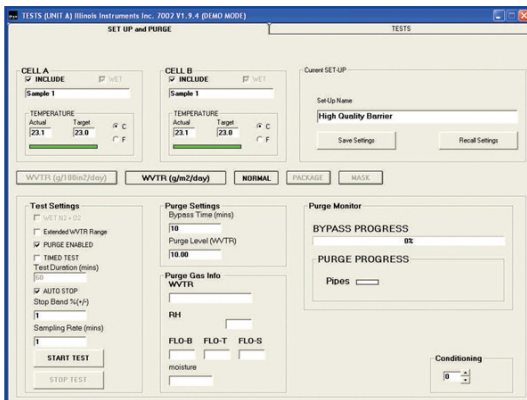 TESTS (UNIT A) Illinois Instruments Inc. 7002 V1.9.4 (DEMO MODE)
SET UP and PURGE
TESTS
CELL A
INCLUDE
WET
Sample 1
TEMPERATURE
Actual Target
23.1 23.0
C
F
CELL B
INCLUDE
WET
Sample 1
TEMPERATURE
Actual Target
23.1 23.0
C
F
Current SET-UP
Set-Up Name
High Quality Barrier
Save Settings
Recall Settings
WVTR (g/100in2/day)
WVTR (g/m2/day)
NORMAL
PACKAGE
MASK
Test Settings
WET N2 + O2
Extended WVTR Range
PURGE ENABLED
TIMED TEST
Test Duration (mins)
60
AUTO STOP
Stop Band %(+/-)
1
Sampling Rate (mins)
1
START TEST
STOP TEST
Purge Settings
Bypass Time (mins)
10
Purge Level (WVTR)
10.00
Purge Gas Info
WVTR
RH
FLO-B FLO-T FLO-S
moisture
Purge Monitor
BYPASS PROGRESS
0%
PURGE PROGRESS
Pipes
Conditioning
0